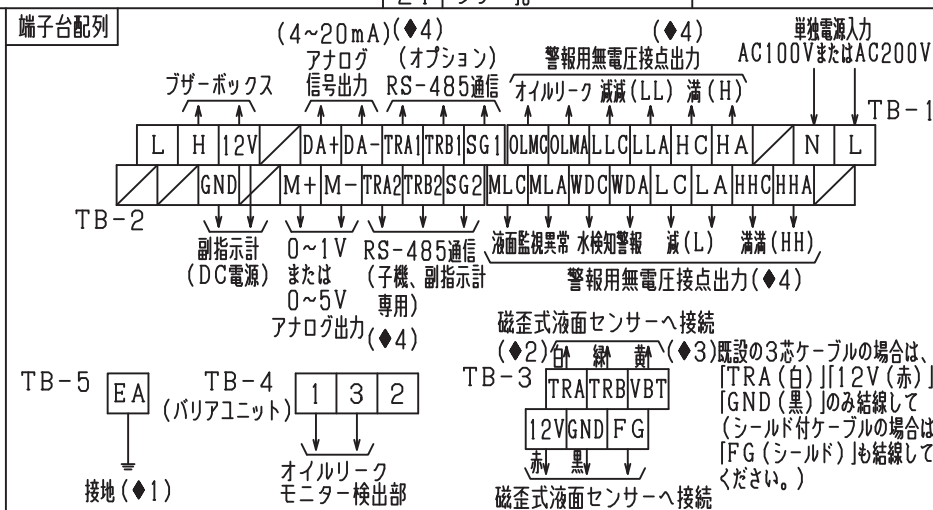 端子台配列
(4~20mA)(◆4)
(◆4)
単独電源入力
アナログ
(オプション)
警報用無電圧接点出力
AC100VまたはAC200V
ブザーボックス
信号出力
RS-485通信
オイルリーク 減減(LL) 満(H)
TB-1
L H 12V DA+ DA- TRA1 TRB1 SG1 OLMC OLMA LLC LLA HC HA N L
GND M+ M- TRA2 TRB2 SG2 MLC MLA WDC WDA LC LA HHC HHA
TB-2
副指示計
(DC電源)
0~1V
または
0~5V
アナログ出力
RS-485通信
(子機、副指示計
専用)
(◆4)
液面監視異常 水検知警報 減(L) 満満(HH)
警報用無電圧接点出力(◆4)
磁歪式液面センサーへ接続
(◆2)白 緑 黄(◆3)
TB-3
TRA TRB VBT
12V GND FG
赤 黒
磁歪式液面センサーへ接続
既設の3芯ケーブルの場合は、
「TRA(白)」「12V(赤)」
「GND(黒)」のみ結線して
(シールド付ケーブルの場合は
「FG(シールド)」も結線して
ください。)
TB-5
EA
接地(◆1)
TB-4
(バリアユニット)
1 3 2
オイルリーク
モニター検出部